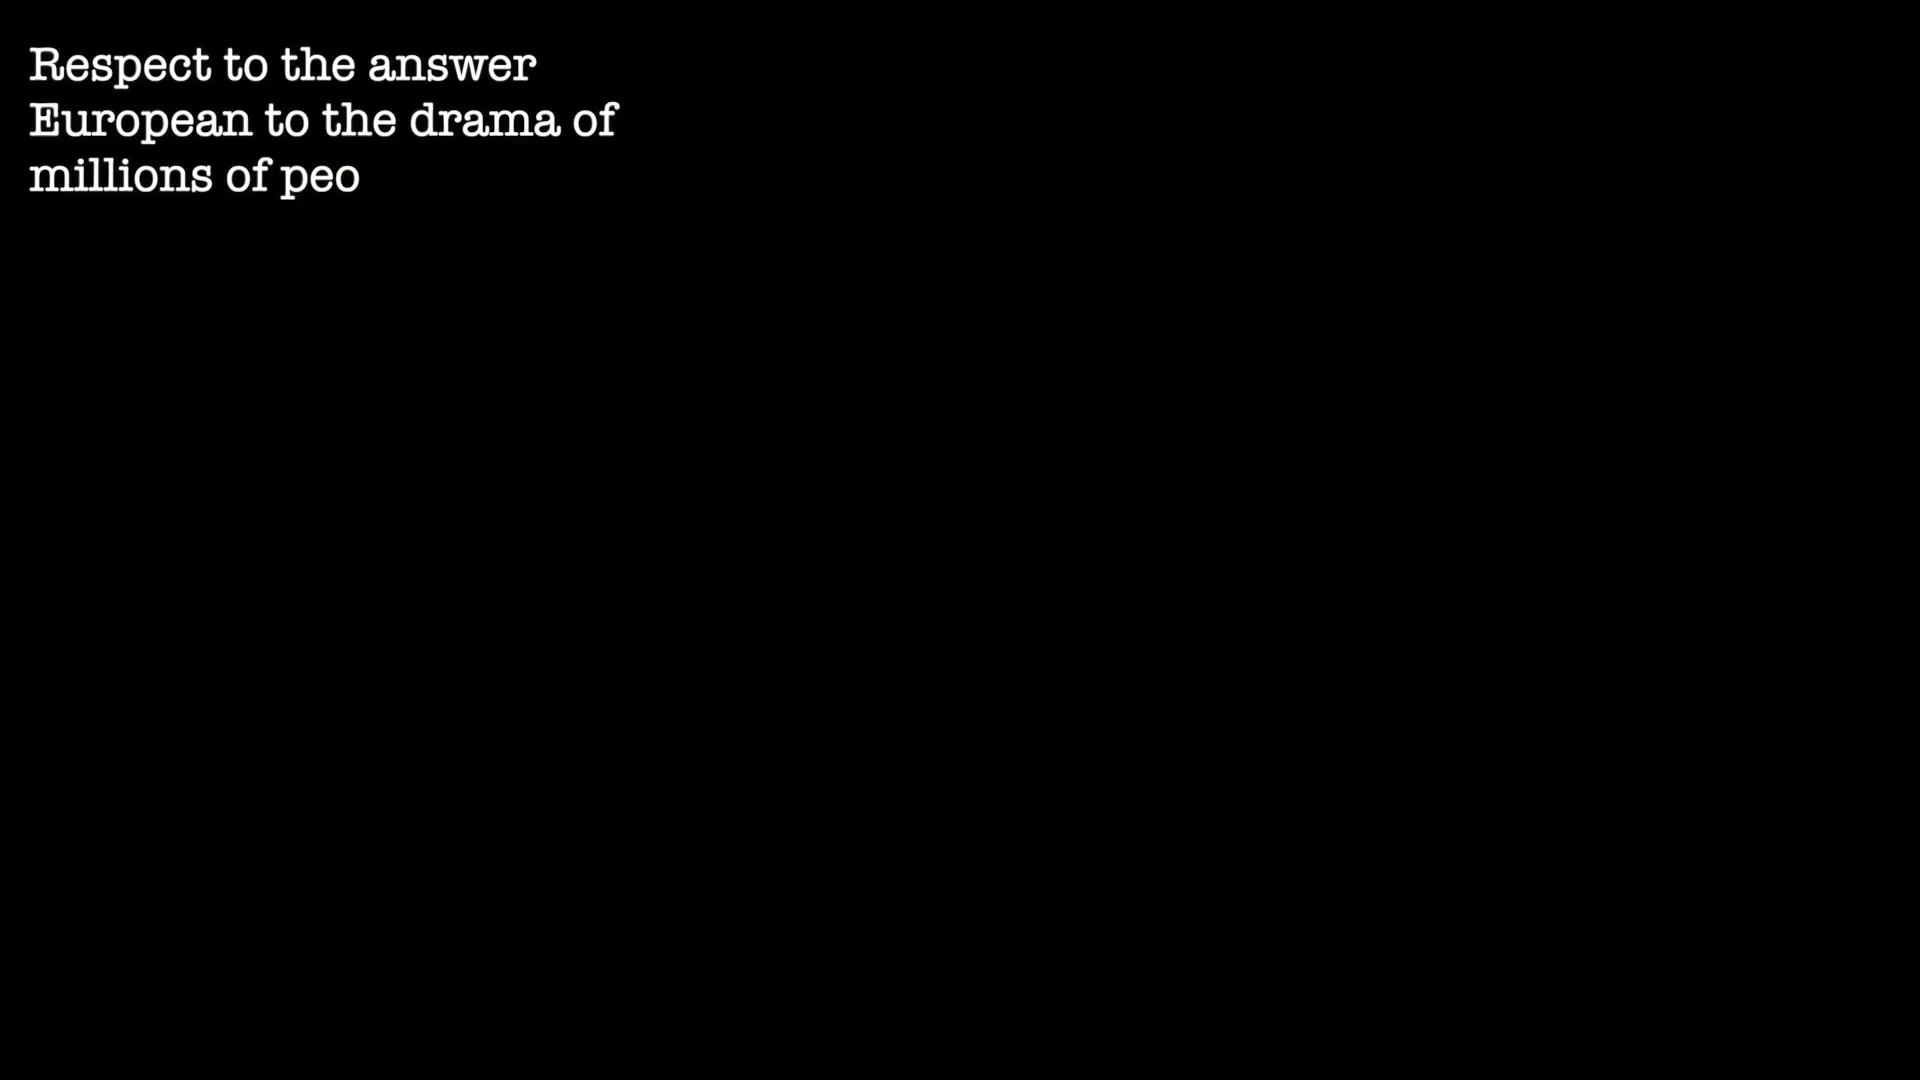 Respect to the answer
European to the drama of
millions of peo